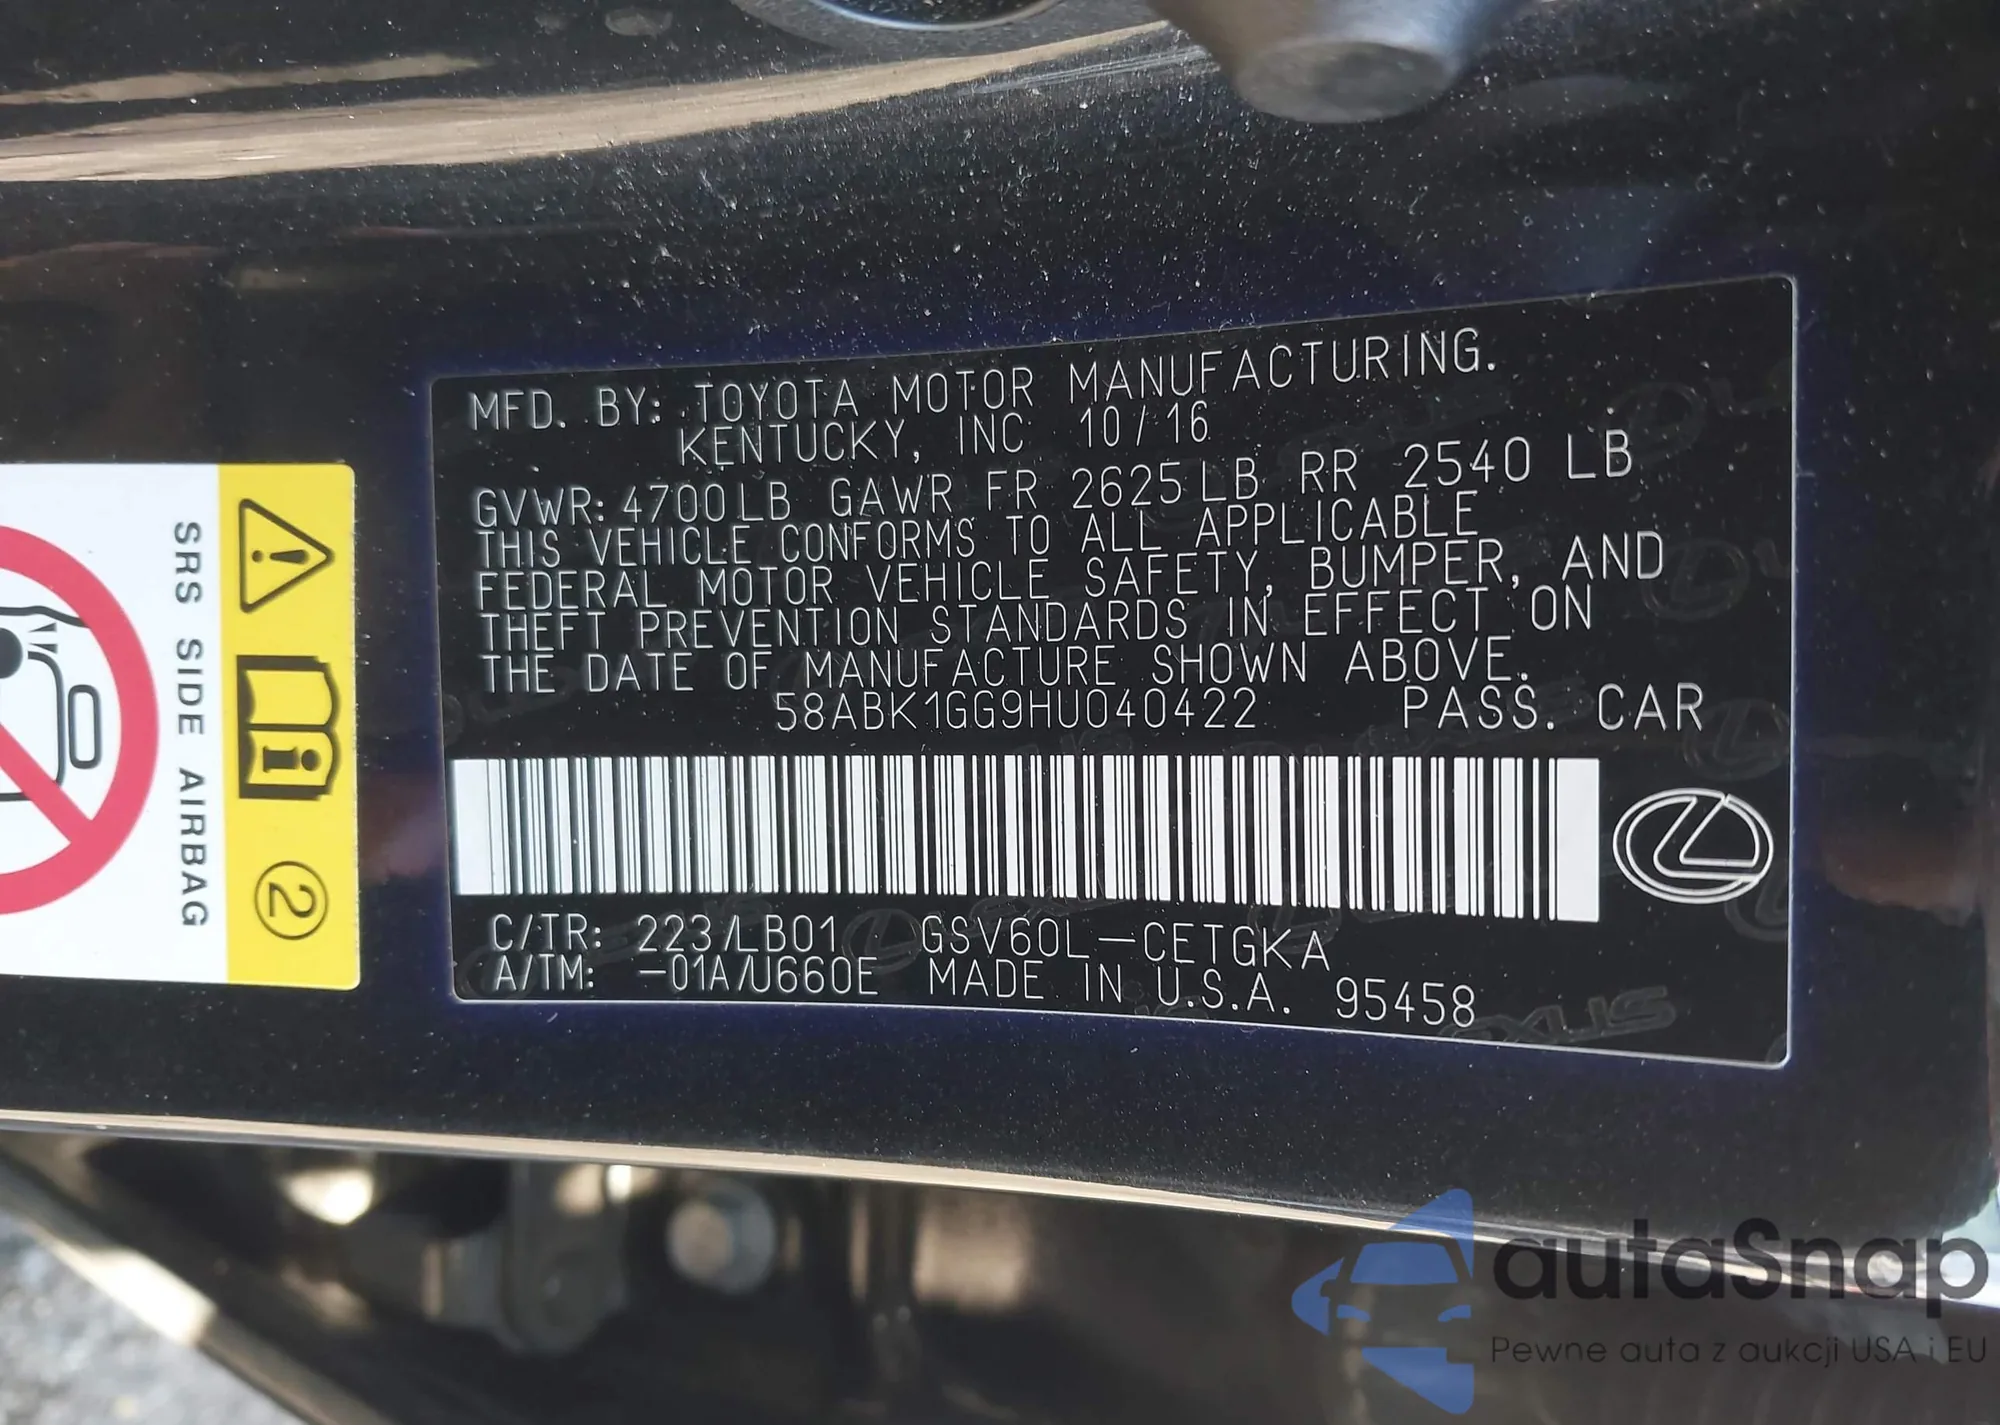 MFD. BY: TOYOTA MOTOR MANUFACTURING.
KENTUCKY, INC 10/16
GVWR: 4700LB GAWR FR 2625LB RR 2540 LB
THIS VEHICLE CONFORMS TO ALL APPLICABLE
FEDERAL MOTOR VEHICLE SAFETY, BUMPER, AND
THEFT PREVENTION STANDARDS IN EFFECT ON
THE DATE OF MANUFACTURE SHOWN ABOVE.
58ABK1GG9HU040422 PASS. CAR
C/TR: 223/LB01 GSV60L-CETGKA
A/TM: -01A/U660E MADE IN U.S.A. 95458
SRS SIDE AIRBAG
2
autaSnap
Pewne auta z aukcji USA i EU